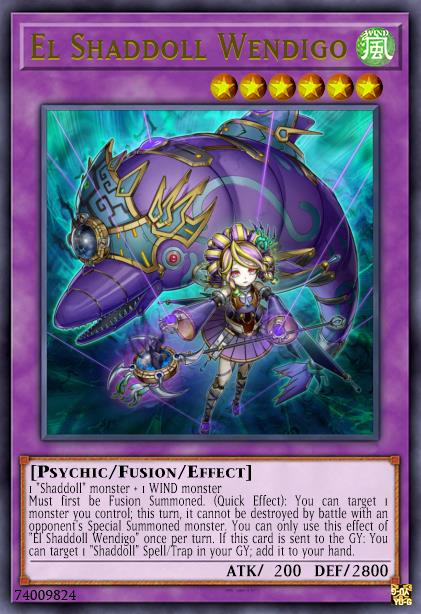 El Shaddoll Wendigo
WIND
風
[Psychic/Fusion/Effect]
1 "Shaddoll" monster + 1 WIND monster
Must first be Fusion Summoned. (Quick Effect): You can target 1
monster you control; this turn, it cannot be destroyed by battle with an
opponent's Special Summoned monster. You can only use this effect of
"El Shaddoll Wendigo" once per turn. If this card is sent to the GY: You
can target 1 "Shaddoll" Spell/Trap in your GY; add it to your hand.
ATK/ 200 DEF/2800
74009824